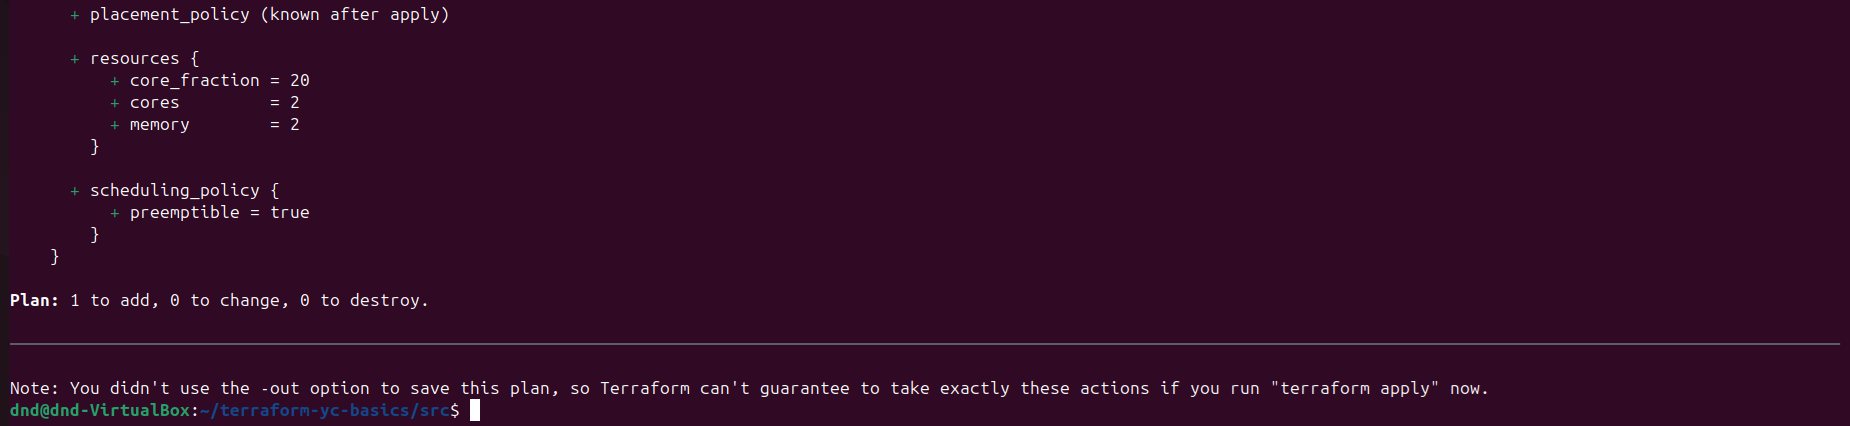 + placement_policy (known after apply)
+ resources {
+ core_fraction = 20
+ cores         = 2
+ memory        = 2
}
+ scheduling_policy {
+ preemptible = true
}
}
Plan: 1 to add, 0 to change, 0 to destroy.
Note: You didn't use the -out option to save this plan, so Terraform can't guarantee to take exactly these actions if you run "terraform apply" now.
dnd@dnd-VirtualBox:~/terraform-yc-basics/src$